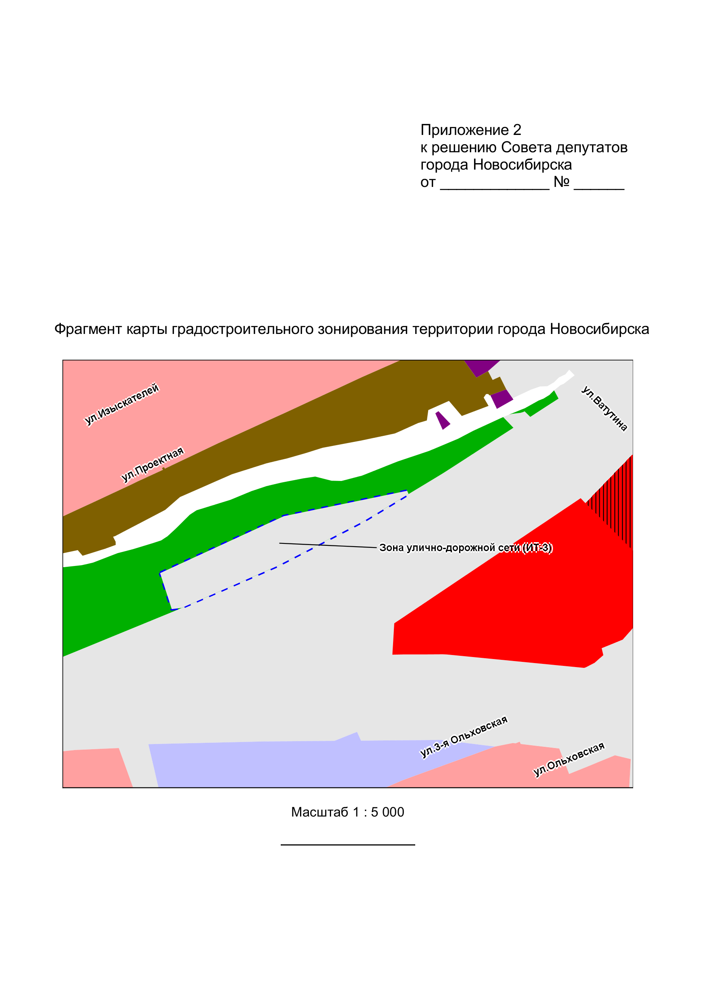 Приложение 2
к решению Совета депутатов
города Новосибирска
от _____________ № ______
Фрагмент карты градостроительного зонирования территории города Новосибирска
ул.Изыскателей
ул.Ватутина
ул.Проектная
Зона улично-дорожной сети (ИТ-3)
ул.3-я Ольховская
ул.Ольховская
Масштаб 1 : 5 000